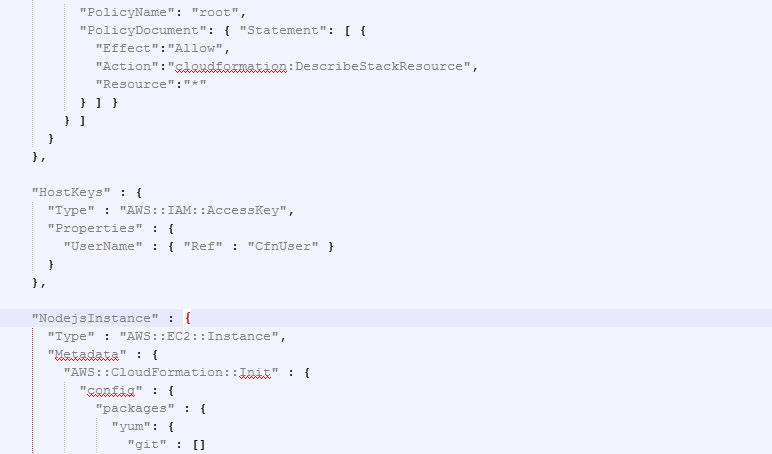 "PolicyName": "root",
"PolicyDocument": { "Statement": [ {
"Effect":"Allow",
"Action":"cloudformation:DescribeStackResource",
"Resource":"*"
} ] }
} ]
}
},
"HostKeys" : {
"Type" : "AWS::IAM::AccessKey",
"Properties" : {
"UserName" : { "Ref" : "CfnUser" }
}
},
"NodejsInstance" : {
"Type" : "AWS::EC2::Instance",
"Metadata" : {
"AWS::CloudFormation::Init" : {
"config" : {
"packages" : {
"yum": {
"git" : []